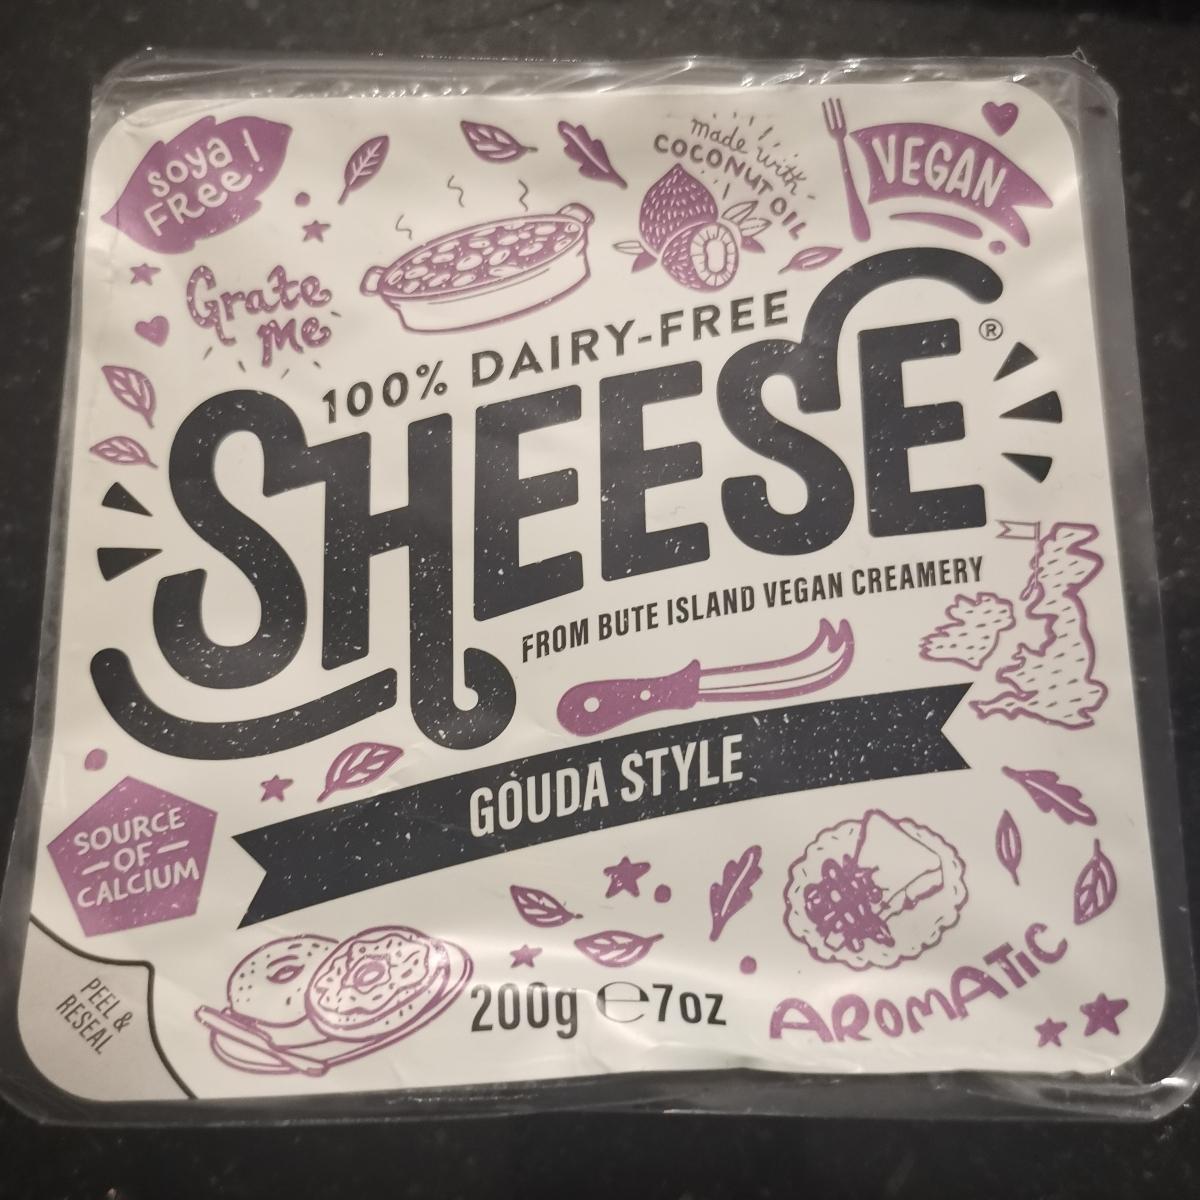 soya
FREE!
made with
COCONUT OIL
VEGAN
Grate
Me
100% DAIRY-FREE
SHEESE®
FROM BUTE ISLAND VEGAN CREAMERY
GOUDA STYLE
SOURCE
OF
CALCIUM
AROMATIC
PEEL &
RESEAL
200g ℮ 7oz